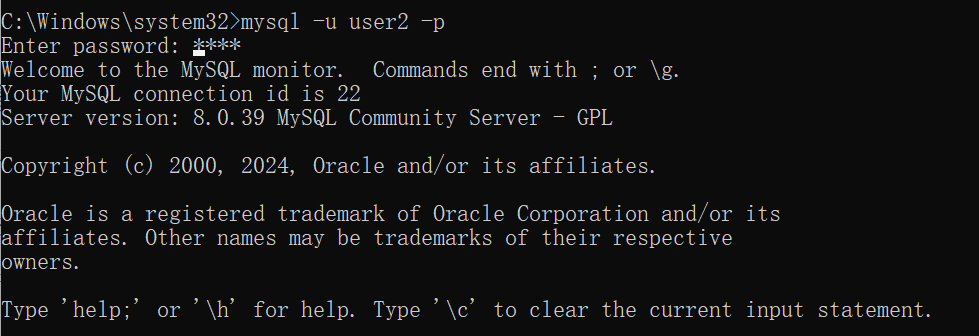 C:\Windows\system32>mysql -u user2 -p
Enter password: ****
Welcome to the MySQL monitor.  Commands end with ; or \g.
Your MySQL connection id is 22
Server version: 8.0.39 MySQL Community Server - GPL

Copyright (c) 2000, 2024, Oracle and/or its affiliates.

Oracle is a registered trademark of Oracle Corporation and/or its
affiliates. Other names may be trademarks of their respective
owners.

Type 'help;' or '\h' for help. Type '\c' to clear the current input statement.